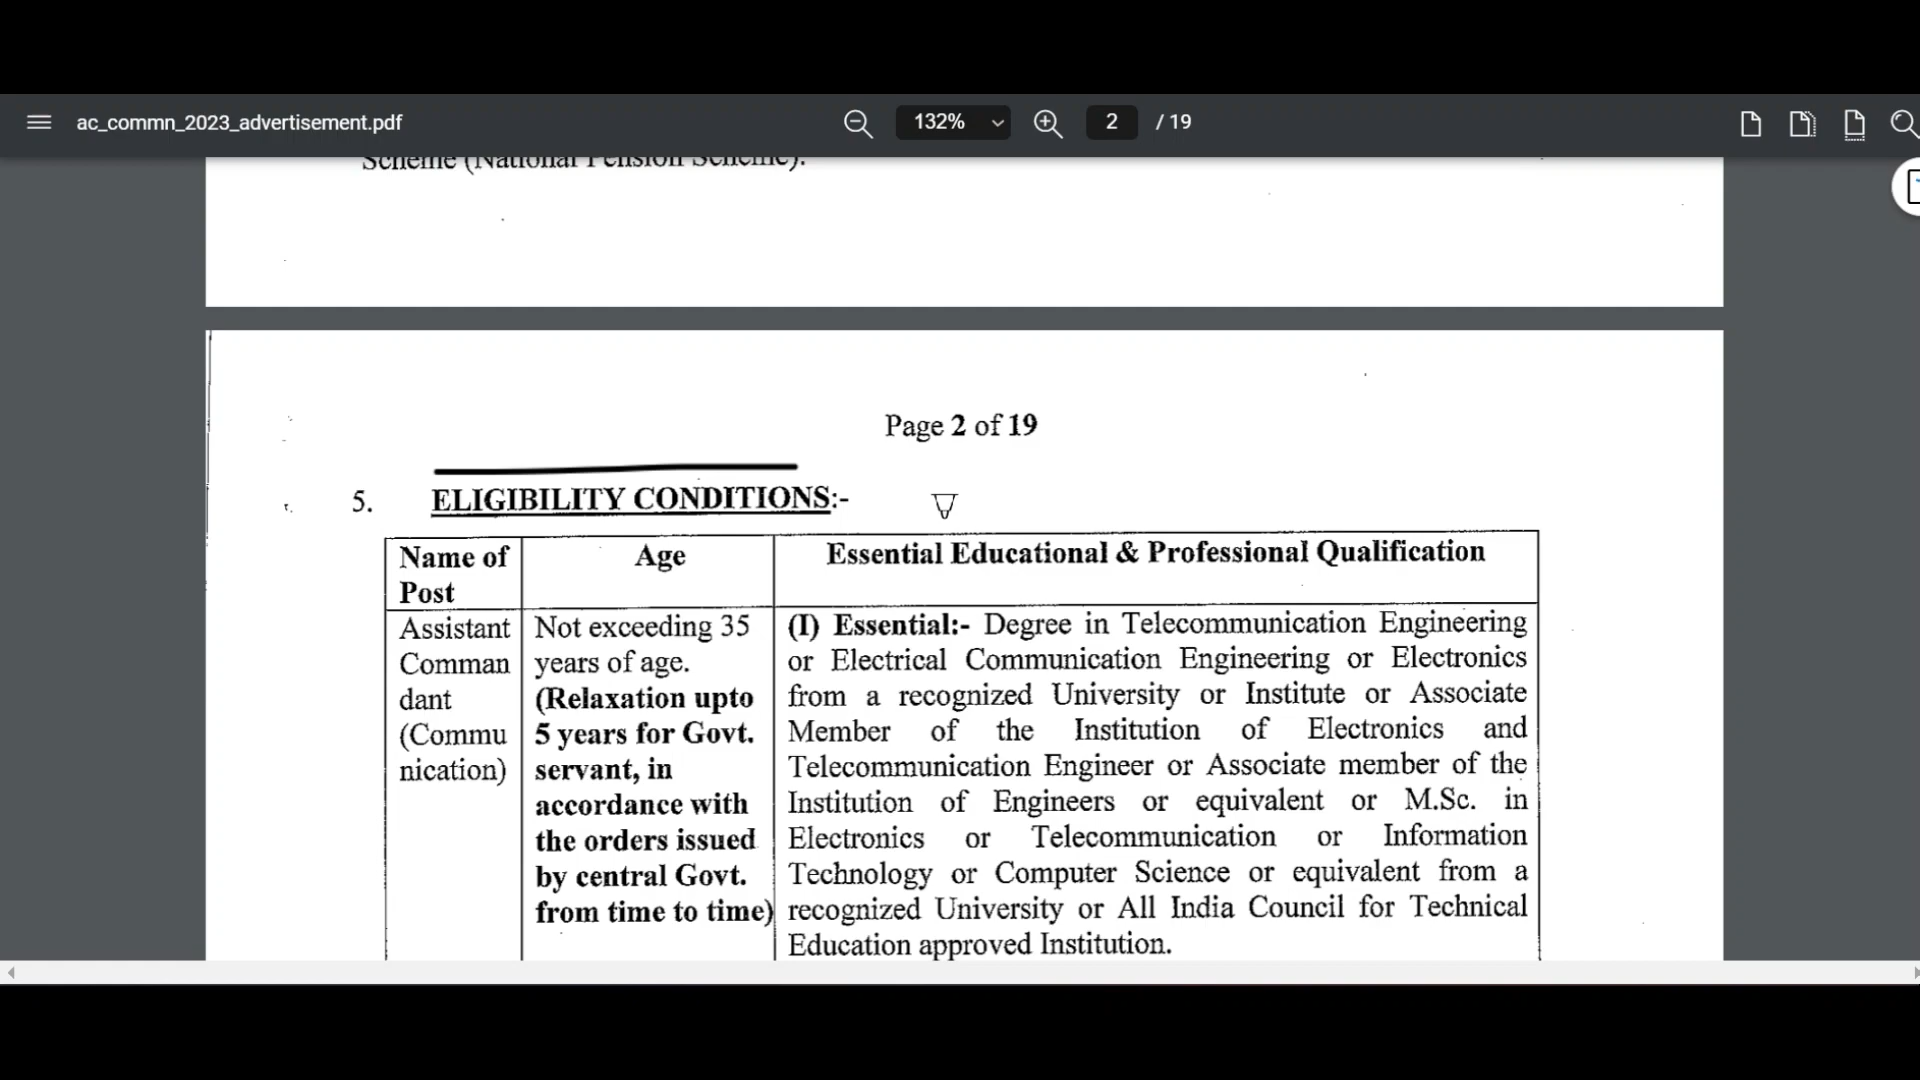 ac_commn_2023_advertisement.pdf
132%
2 / 19
Scheme (National Pension Scheme).
Page 2 of 19
5. ELIGIBILITY CONDITIONS:-
Name of
Post
Age
Essential Educational & Professional Qualification
Assistant
Comman
dant
(Commu
nication)
Not exceeding 35
years of age.
(Relaxation upto
5 years for Govt.
servant, in
accordance with
the orders issued
by central Govt.
from time to time)
(I) Essential:- Degree in Telecommunication Engineering
or Electrical Communication Engineering or Electronics
from a recognized University or Institute or Associate
Member of the Institution of Electronics and
Telecommunication Engineer or Associate member of the
Institution of Engineers or equivalent or M.Sc. in
Electronics or Telecommunication or Information
Technology or Computer Science or equivalent from a
recognized University or All India Council for Technical
Education approved Institution.